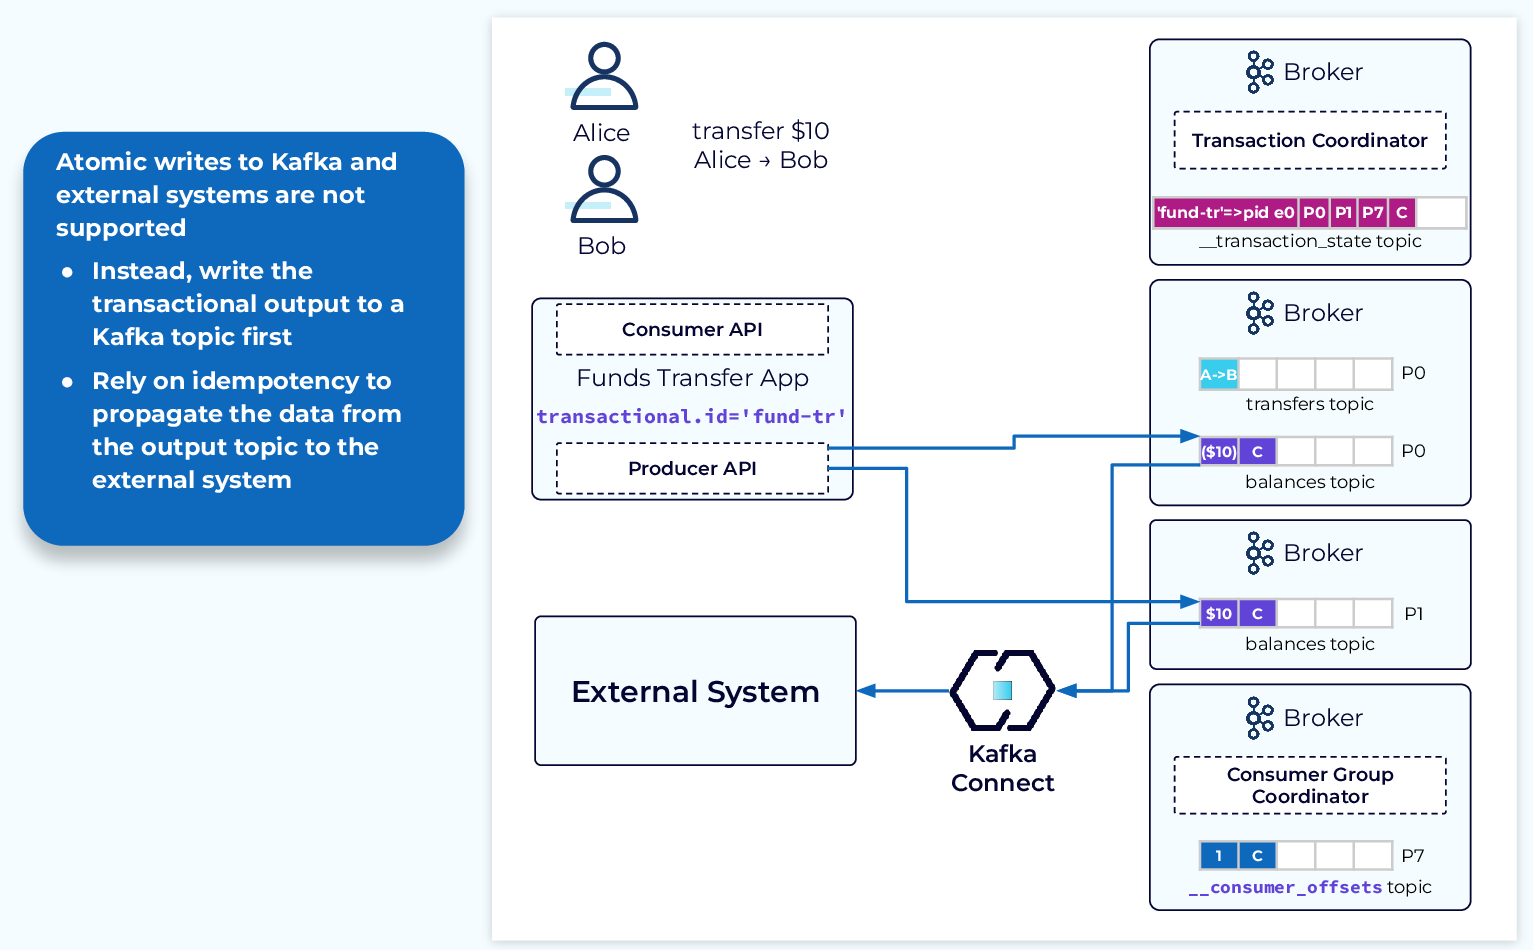 Atomic writes to Kafka and
external systems are not
supported
● Instead, write the
transactional output to a
Kafka topic first
● Rely on idempotency to
propagate the data from
the output topic to the
external system
Alice
Bob
transfer $10
Alice → Bob
Consumer API
Funds Transfer App
transactional.id='fund-tr'
Producer API
External System
Kafka
Connect
Broker
Transaction Coordinator
'fund-tr'=>pid e0 P0 P1 P7 C
__transaction_state topic
Broker
A->B P0
transfers topic
($10) C P0
balances topic
Broker
$10 C P1
balances topic
Broker
Consumer Group
Coordinator
1 C P7
__consumer_offsets topic